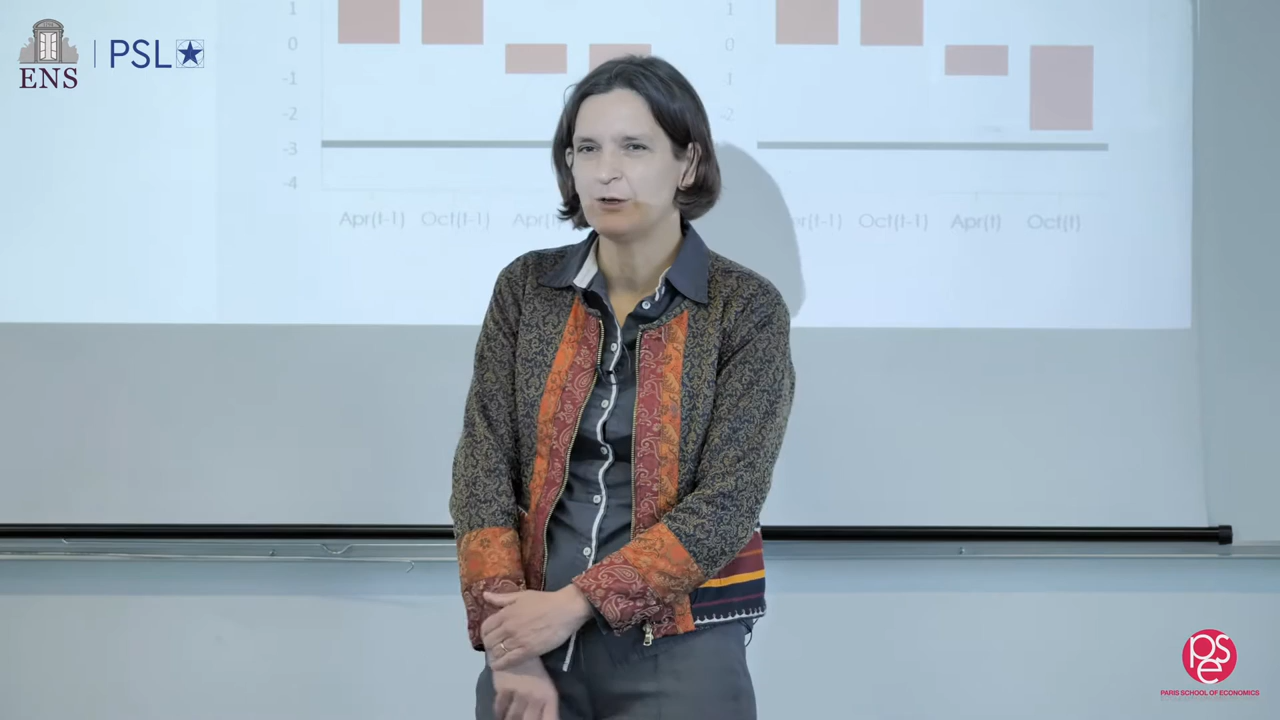 ENS
PSL
1
0
-1
-2
-3
-4
1
0
-2
Apr(t-1) Oct(t-1)
Oct(t-1) Apr(t) Oct(t)
pse
PARIS SCHOOL OF ECONOMICS